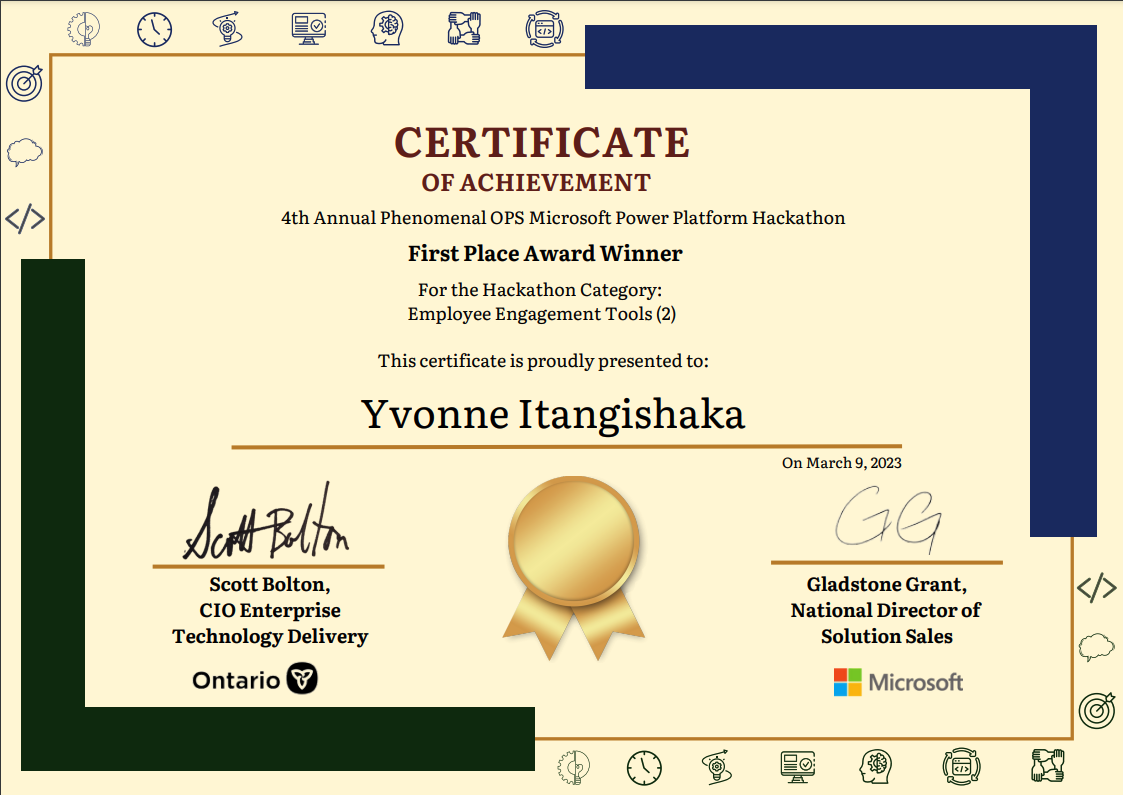 CERTIFICATE
OF ACHIEVEMENT
4th Annual Phenomenal OPS Microsoft Power Platform Hackathon
First Place Award Winner
For the Hackathon Category:
Employee Engagement Tools (2)
This certificate is proudly presented to:
Yvonne Itangishaka
On March 9, 2023
Scott Bolton
GG
Scott Bolton,
CIO Enterprise
Technology Delivery
Ontario
Gladstone Grant,
National Director of
Solution Sales
Microsoft